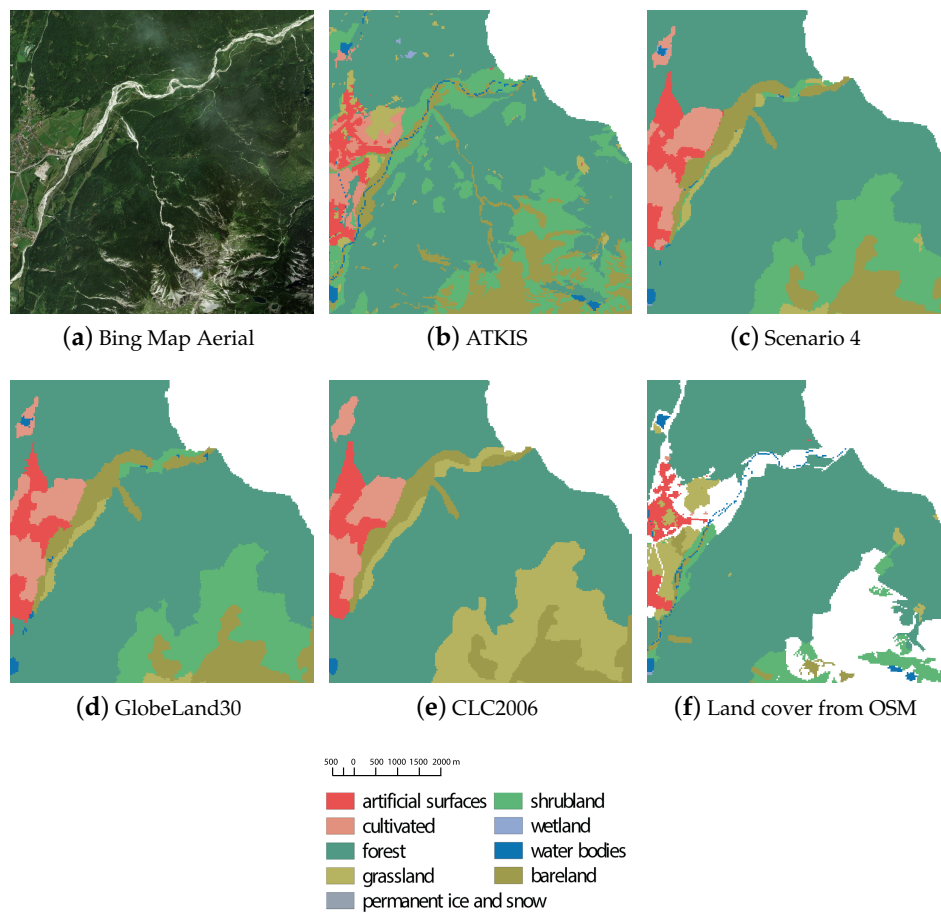 (a) Bing Map Aerial
(b) ATKIS
(c) Scenario 4
(d) GlobeLand30
(e) CLC2006
(f) Land cover from OSM
500 0 500 1000 1500 2000 m
artificial surfaces
shrubland
cultivated
wetland
forest
water bodies
grassland
bareland
permanent ice and snow